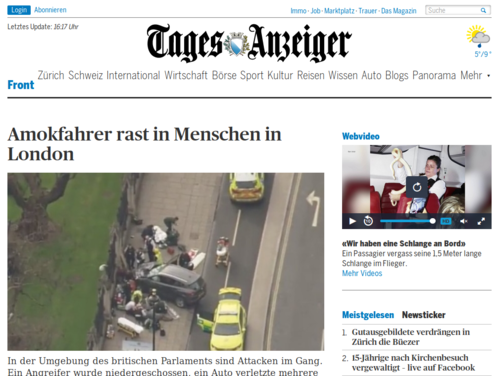 Login Abonnieren
Immo · Job · Marktplatz · Trauer · Das Magazin
Suche
Letztes Update: 16:17 Uhr
Tages Anzeiger
5°/9°
Front
Zürich Schweiz International Wirtschaft Börse Sport Kultur Reisen Wissen Auto Blogs Panorama Mehr
Amokfahrer rast in Menschen in
London
In der Umgebung des britischen Parlaments sind Attacken im Gang.
Ein Angreifer wurde niedergeschossen, ein Auto verletzte mehrere
Webvideo
HD
«Wir haben eine Schlange an Bord»
Ein Passagier vergass seine 1,5 Meter lange
Schlange im Flieger.
Mehr Videos
Meistgelesen Newsticker
1. Gutausgebildete verdrängen in
Zürich die Büezer
2. 15-Jährige nach Kirchenbesuch
vergewaltigt – live auf Facebook